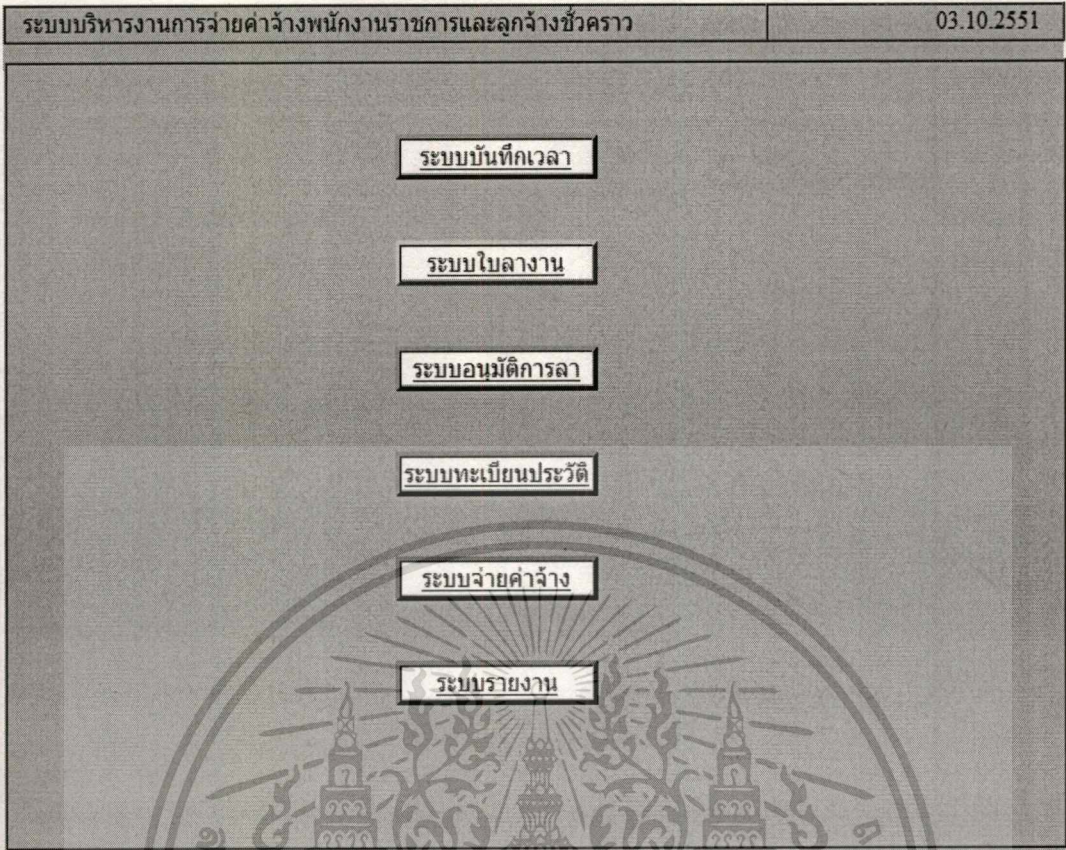 ระบบบริหารงานการจ่ายค่าจ้างพนักงานราชการและลูกจ้างชั่วคราว 03.10.2551
ระบบบันทึกเวลา
ระบบใบลางาน
ระบบอนุมัติการลา
ระบบทะเบียนประวัติ
ระบบจ่ายค่าจ้าง
ระบบรายงาน